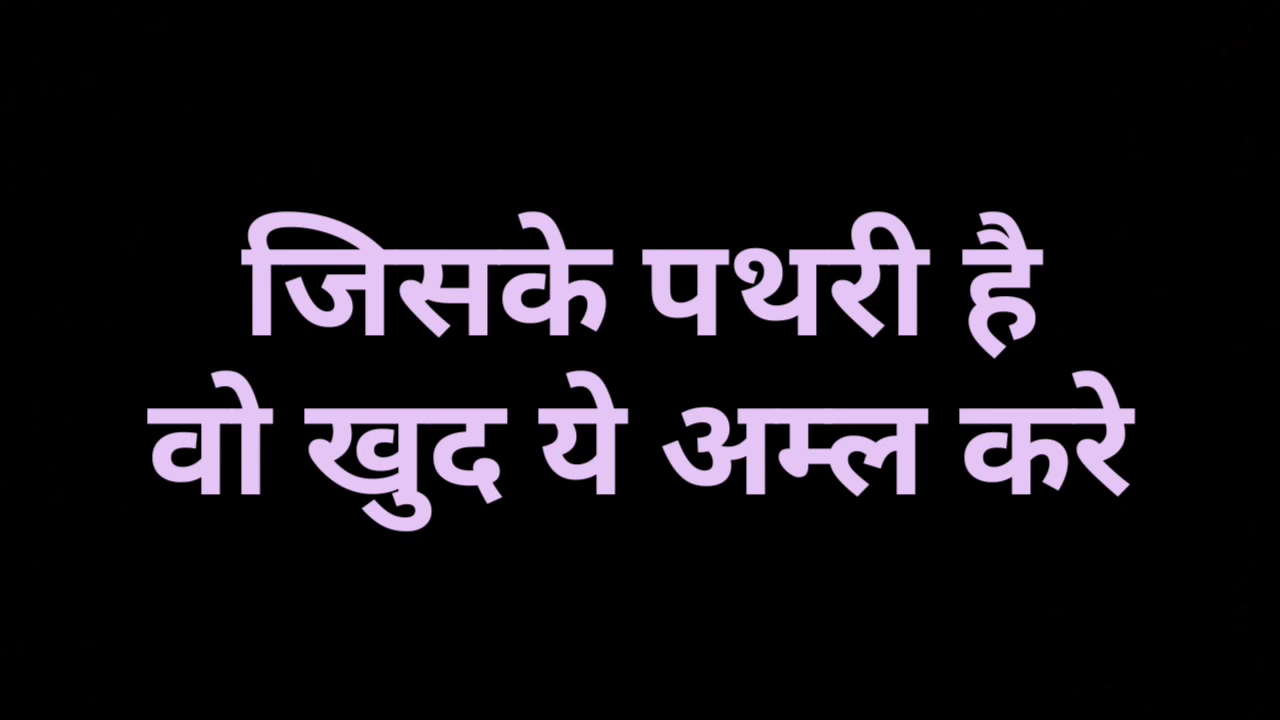 जिसके पथरी है
वो खुद ये अम्ल करे